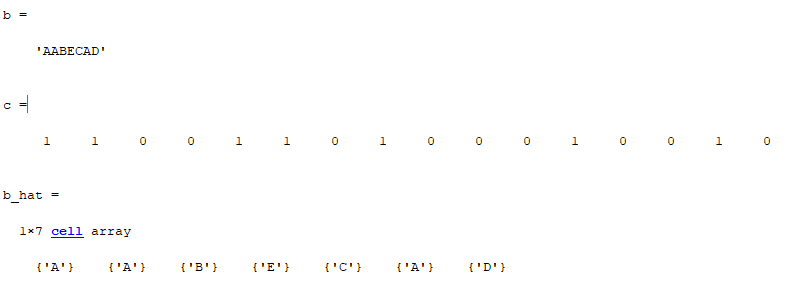 b =
'AABECAD'
c =
1 1 0 0 1 1 0 1 0 0 0 1 0 0 1 0
b_hat =
1×7 cell array
{'A'} {'A'} {'B'} {'E'} {'C'} {'A'} {'D'}